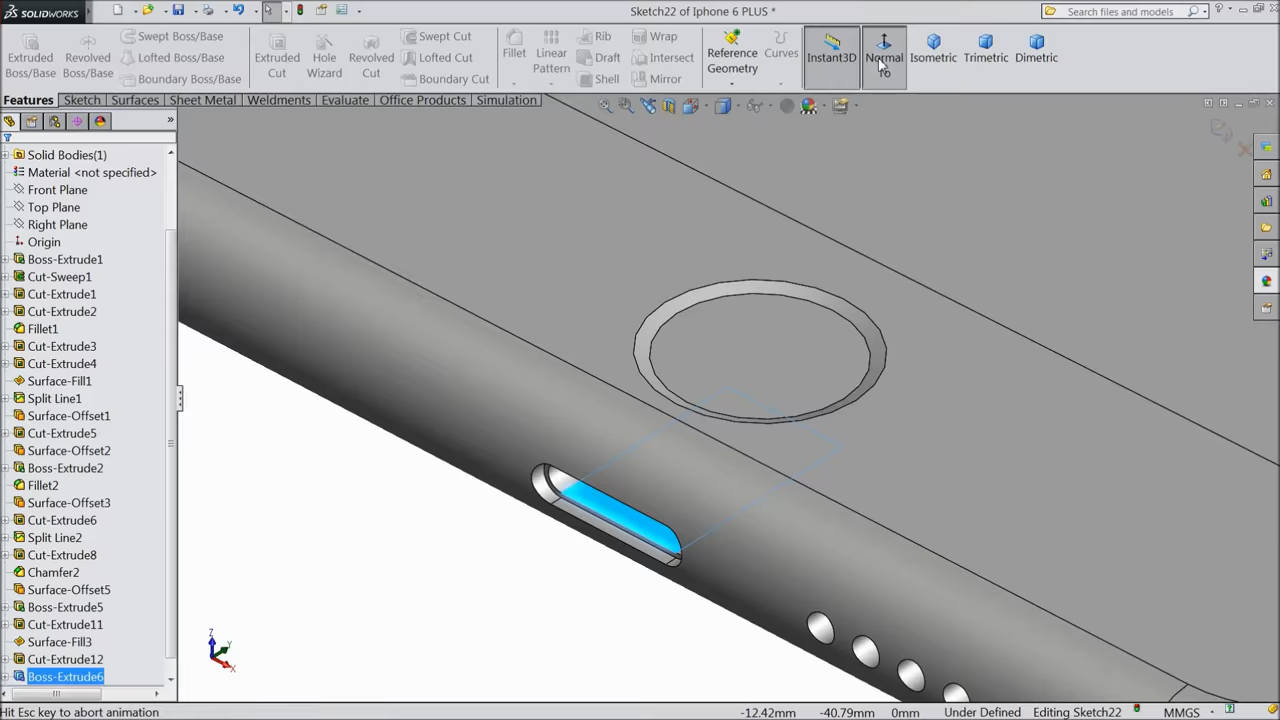 SOLIDWORKS
Sketch22 of Iphone 6 PLUS *
Search files and models
Extruded Boss/Base
Revolved Boss/Base
Swept Boss/Base
Lofted Boss/Base
Boundary Boss/Base
Extruded Cut
Hole Wizard
Revolved Cut
Swept Cut
Lofted Cut
Boundary Cut
Fillet
Linear Pattern
Rib
Draft
Shell
Wrap
Intersect
Mirror
Reference Geometry
Curves
Instant3D
Normal
To
Isometric
Trimetric
Dimetric
Features
Sketch
Surfaces
Sheet Metal
Weldments
Evaluate
Office Products
Simulation
Solid Bodies(1)
Material <not specified>
Front Plane
Top Plane
Right Plane
Origin
Boss-Extrude1
Cut-Sweep1
Cut-Extrude1
Cut-Extrude2
Fillet1
Cut-Extrude3
Cut-Extrude4
Surface-Fill1
Split Line1
Surface-Offset1
Cut-Extrude5
Surface-Offset2
Boss-Extrude2
Fillet2
Surface-Offset3
Cut-Extrude6
Split Line2
Cut-Extrude8
Chamfer2
Surface-Offset5
Boss-Extrude5
Cut-Extrude11
Surface-Fill3
Cut-Extrude12
Boss-Extrude6
Z
Y
X
Hit Esc key to abort animation
-12.42mm -40.79mm 0mm Under Defined Editing Sketch22 MMGS